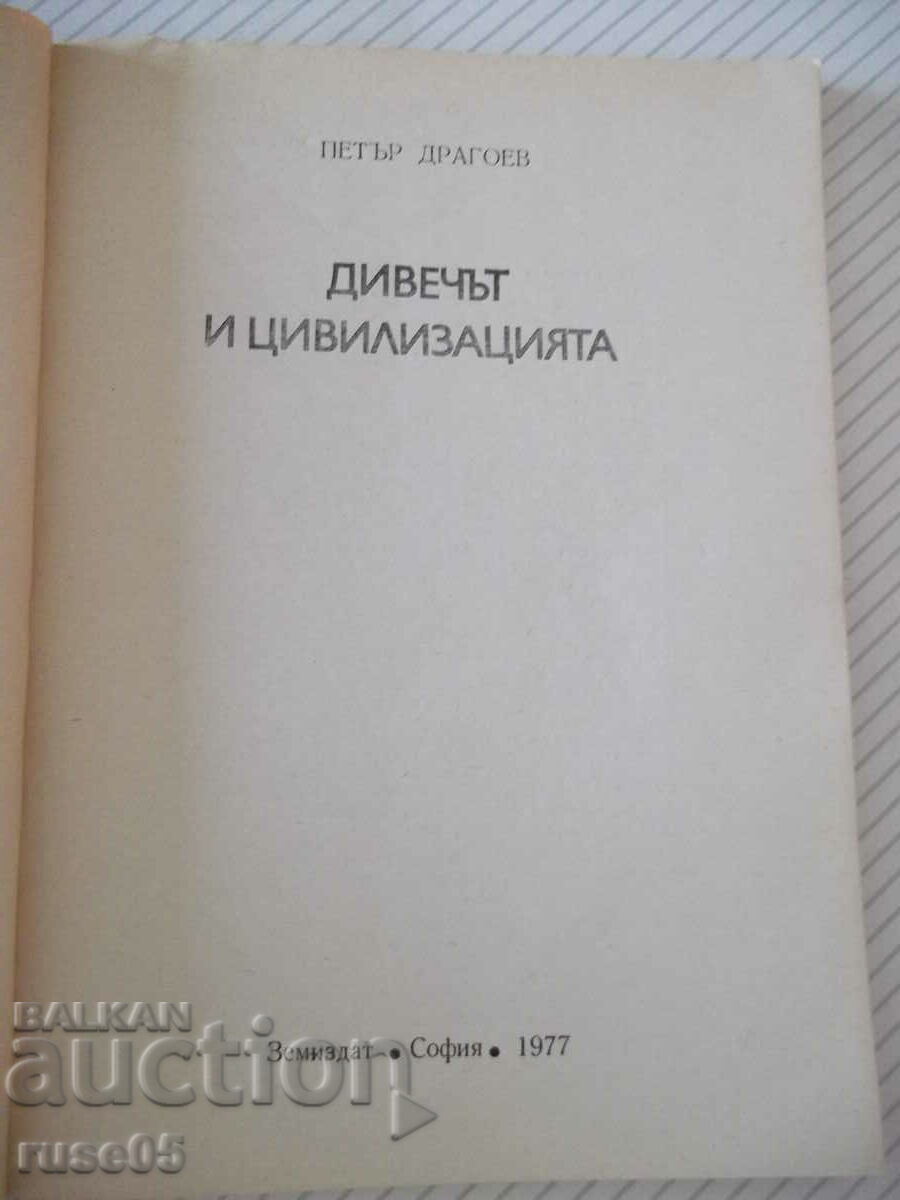 ПЕТЪР ДРАГОЕВ
ДИВЕЧЪТ
И ЦИВИЛИЗАЦИЯТА
Земиздат • София • 1977
BALKAN
auction
ruse05